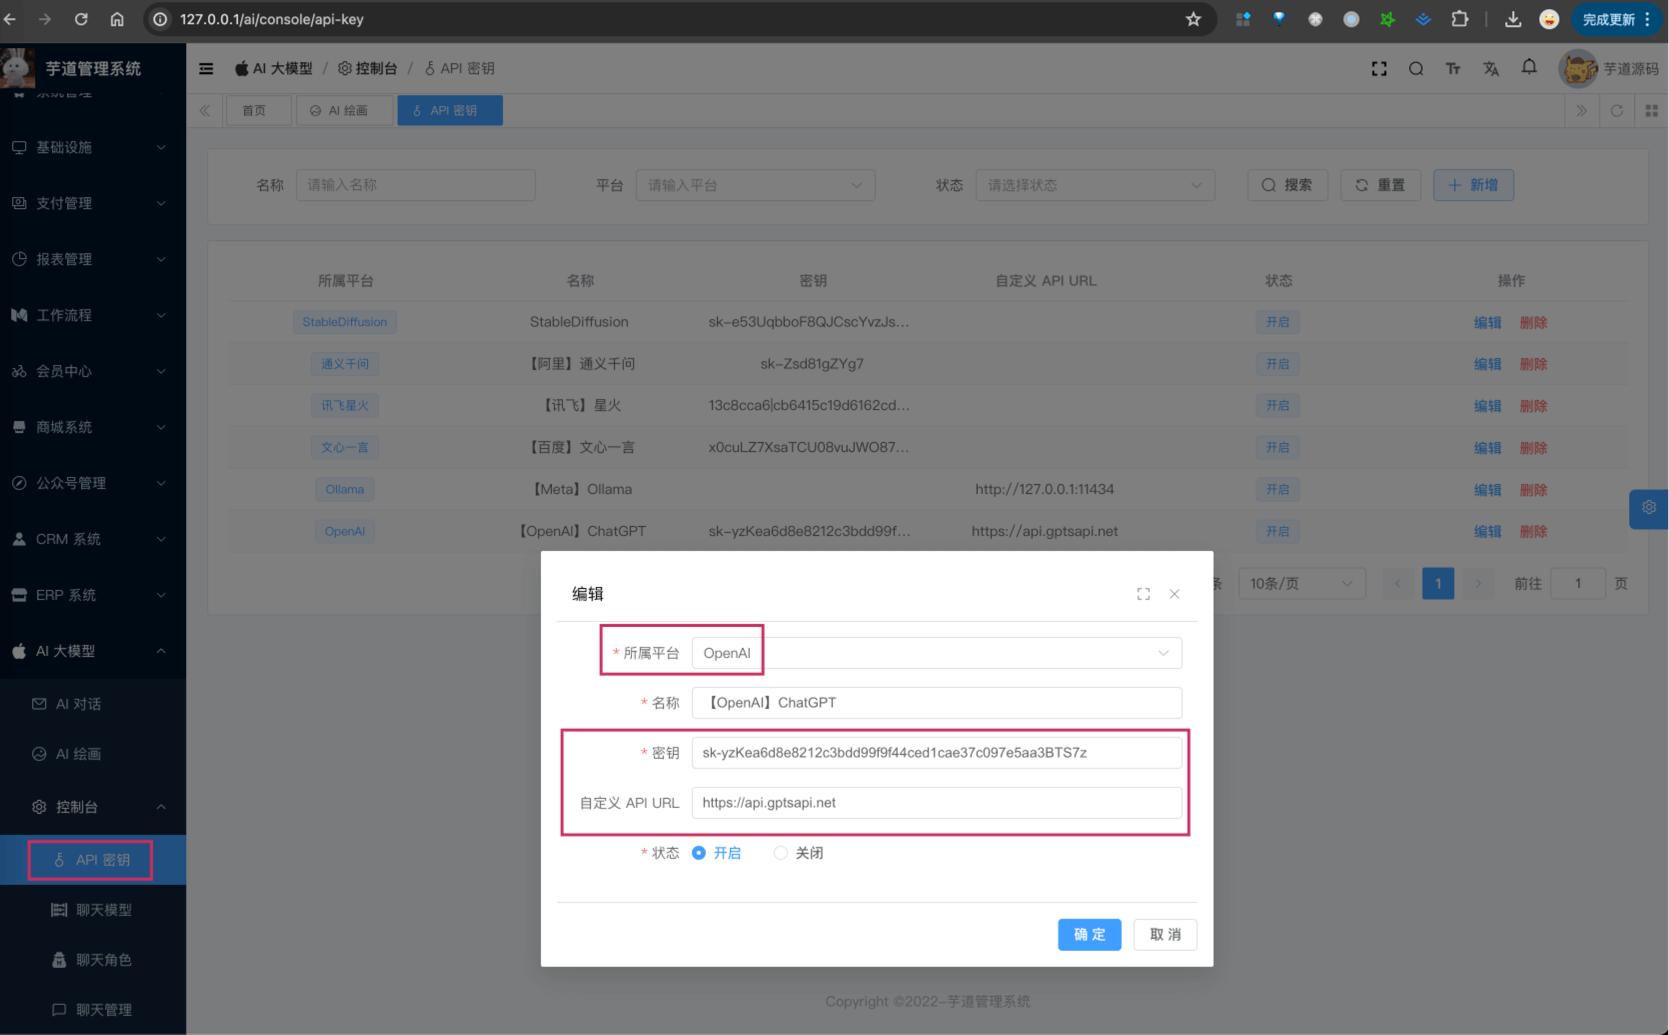 127.0.0.1/ai/console/api-key
完成更新
芋道管理系统
AI 大模型 / 控制台 / API 密钥
芋道源码
首页
AI 绘画
API 密钥
系统管理
基础设施
支付管理
报表管理
工作流程
会员中心
商城系统
公众号管理
CRM 系统
ERP 系统
AI 大模型
AI 对话
AI 绘画
控制台
API 密钥
聊天模型
聊天角色
聊天管理
名称 请输入名称 平台 请输入平台 状态 请选择状态 搜索 重置 新增
所属平台 名称 密钥 自定义 API URL 状态 操作
StableDiffusion StableDiffusion sk-e53UqbboF8QJCscYvzJs... 开启 编辑 删除
通义千问 【阿里】通义千问 sk-Zsd81gZYg7 开启 编辑 删除
讯飞星火 【讯飞】星火 13c8cca6|cb6415c19d6162cd... 开启 编辑 删除
文心一言 【百度】文心一言 x0cuLZ7XsaTCU08vuJWO87... 开启 编辑 删除
Ollama 【Meta】Ollama http://127.0.0.1:11434 开启 编辑 删除
OpenAI 【OpenAI】ChatGPT sk-yzKea6d8e8212c3bdd99f... https://api.gptsapi.net 开启 编辑 删除
条 10条/页 1 前往 1 页
编辑
* 所属平台 OpenAI
* 名称 【OpenAI】ChatGPT
* 密钥 sk-yzKea6d8e8212c3bdd99f9f44ced1cae37c097e5aa3BTS7z
自定义 API URL https://api.gptsapi.net
* 状态 开启 关闭
确 定 取 消
Copyright ©2022-芋道管理系统